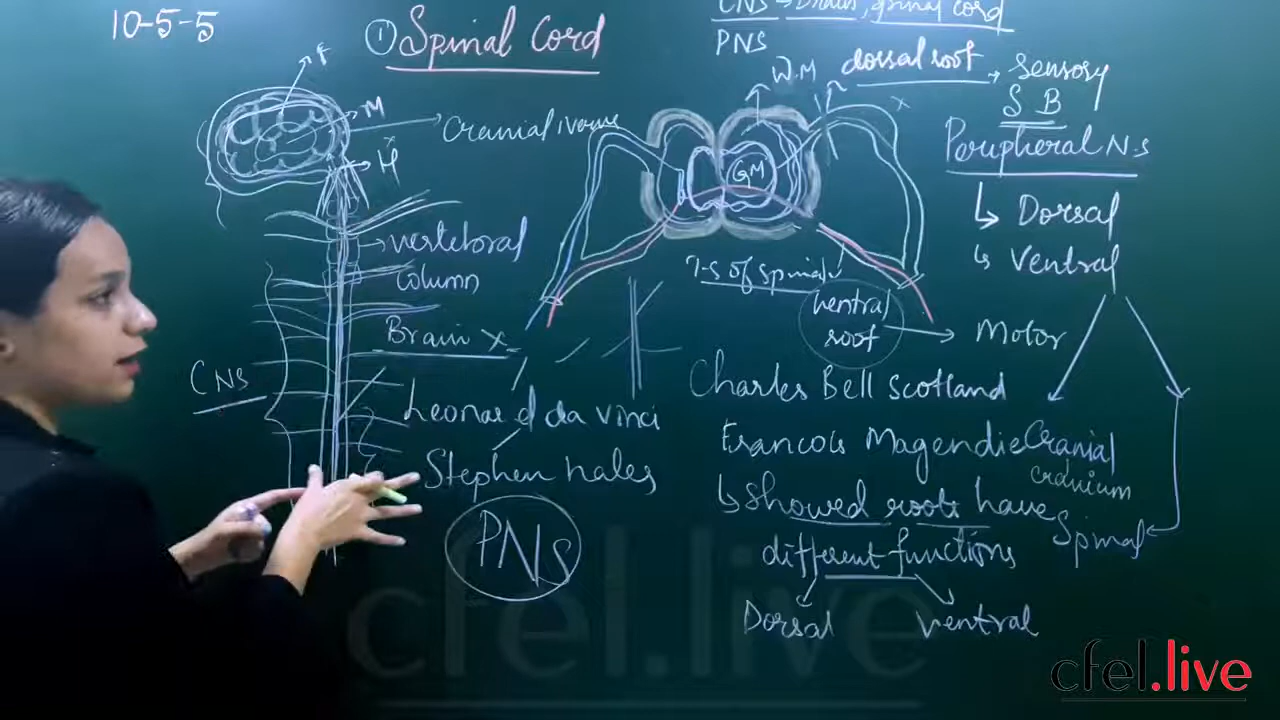 10-5-5
① Spinal Cord
CNS → Brain, spinal cord
PNS
F
M
H
Cranial
W.M
dorsal root → Sensory
S B
Peripheral N.s
Dorsal
Ventral
GM
vertebral
column
T-S of spinal
ventral
root → Motor
CNS
Brain X
Leonard da vinci
Stephen hales
PNS
Charles Bell Scotland
Francois Magendie
↳ Showed roots have
different functions
Dorsal
ventral
Cranial
cranium
Spinal
cfel.live
cfel.live